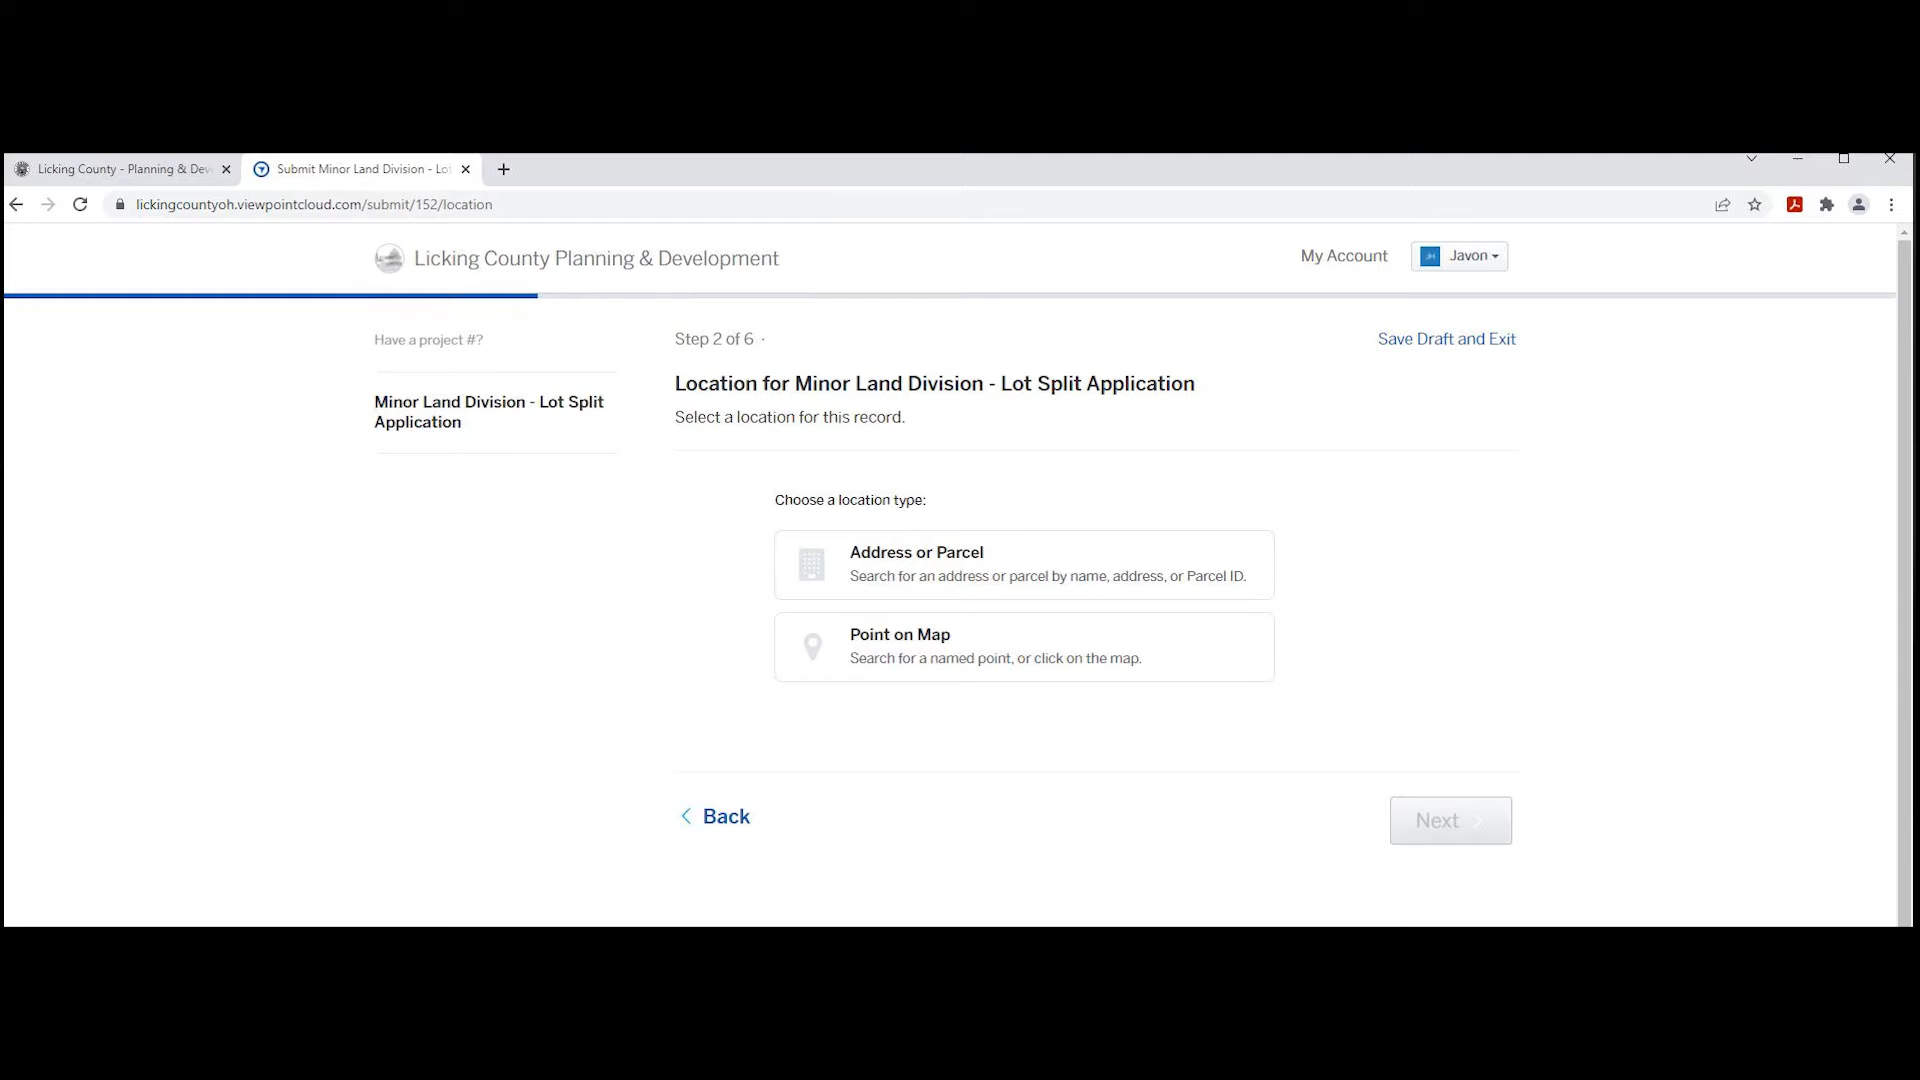 Licking County - Planning & Dev
Submit Minor Land Division - Lot
lickingcountyoh.viewpointcloud.com/submit/152/location
Licking County Planning & Development
My Account
JH
Javon
Have a project #?
Step 2 of 6 ·
Save Draft and Exit
Minor Land Division - Lot Split
Application
Location for Minor Land Division - Lot Split Application
Select a location for this record.
Choose a location type:
Address or Parcel
Search for an address or parcel by name, address, or Parcel ID.
Point on Map
Search for a named point, or click on the map.
Back
Next